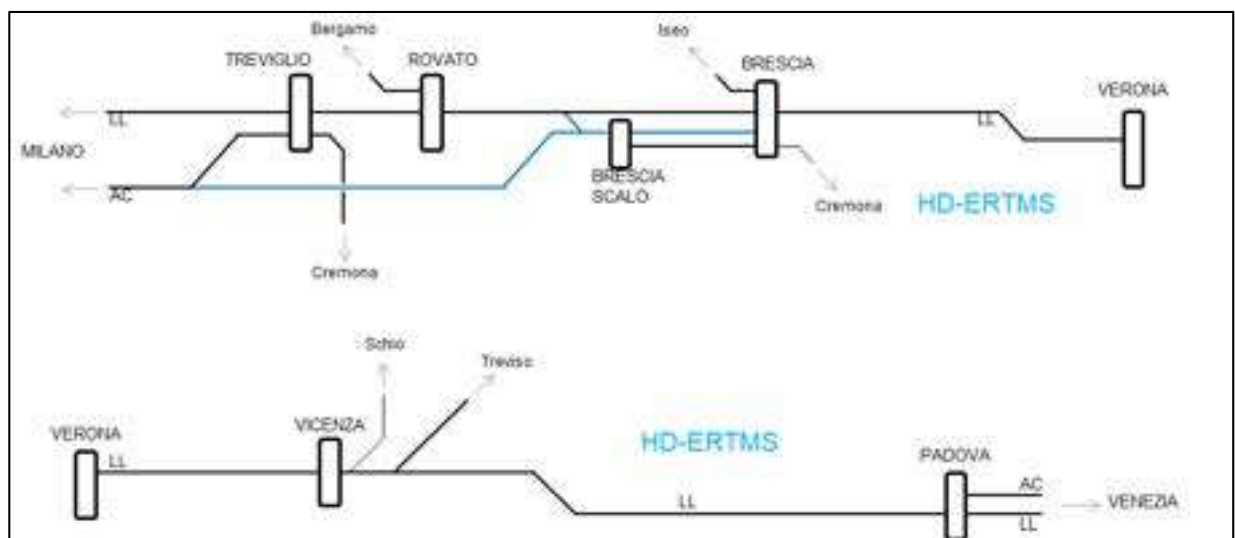 Bergamo
Iseo
TREVIGLIO
ROVATO
BRESCIA
VERONA
LL
LL
MILANO
AC
BRESCIA
SCALO
Cremona
HD-ERTMS
Cremona
Schio
Treviso
VERONA
VICENZA
HD-ERTMS
PADOVA
LL
AC
LL
VENEZIA
LL